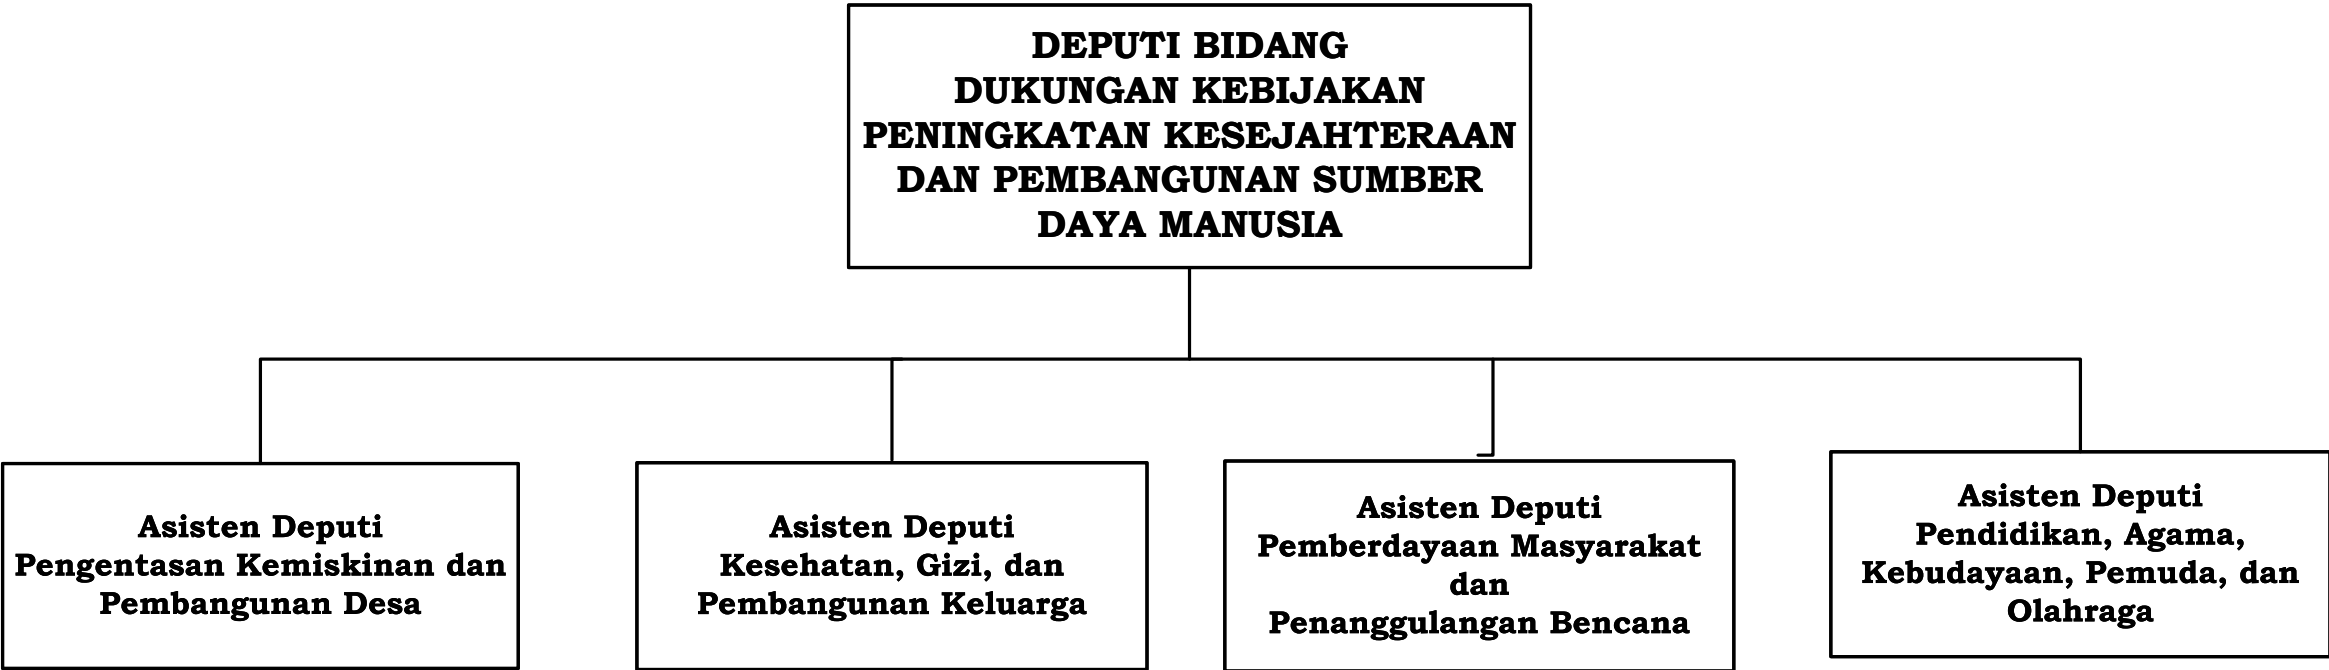 DEPUTI BIDANG
DUKUNGAN KEBIJAKAN
PENINGKATAN KESEJAHTERAAN
DAN PEMBANGUNAN SUMBER
DAYA MANUSIA
Asisten Deputi
Pengentasan Kemiskinan dan
Pembangunan Desa
Asisten Deputi
Kesehatan, Gizi, dan
Pembangunan Keluarga
Asisten Deputi
Pemberdayaan Masyarakat
dan
Penanggulangan Bencana
Asisten Deputi
Pendidikan, Agama,
Kebudayaan, Pemuda, dan
Olahraga